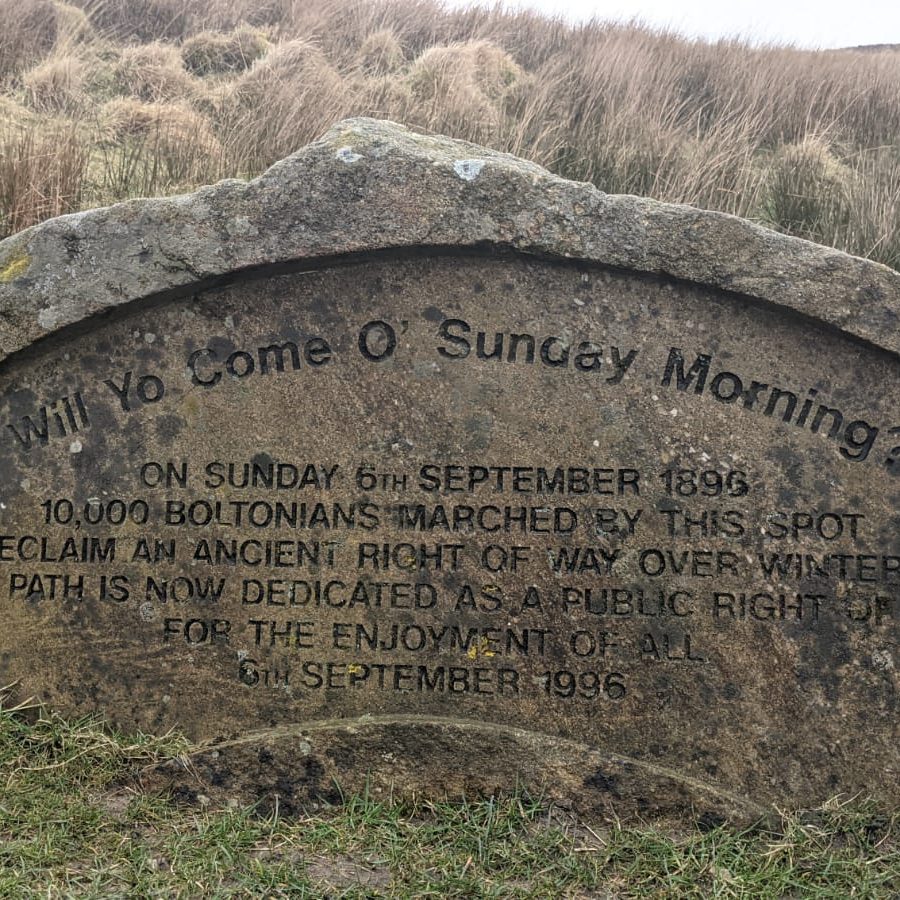 Will Yo Come O' Sunday Morning?
ON SUNDAY 6TH SEPTEMBER 1896
10,000 BOLTONIANS MARCHED BY THIS SPOT
ECLAIM AN ANCIENT RIGHT OF WAY OVER WINTER
PATH IS NOW DEDICATED AS A PUBLIC RIGHT OF
FOR THE ENJOYMENT OF ALL
6TH SEPTEMBER 1996